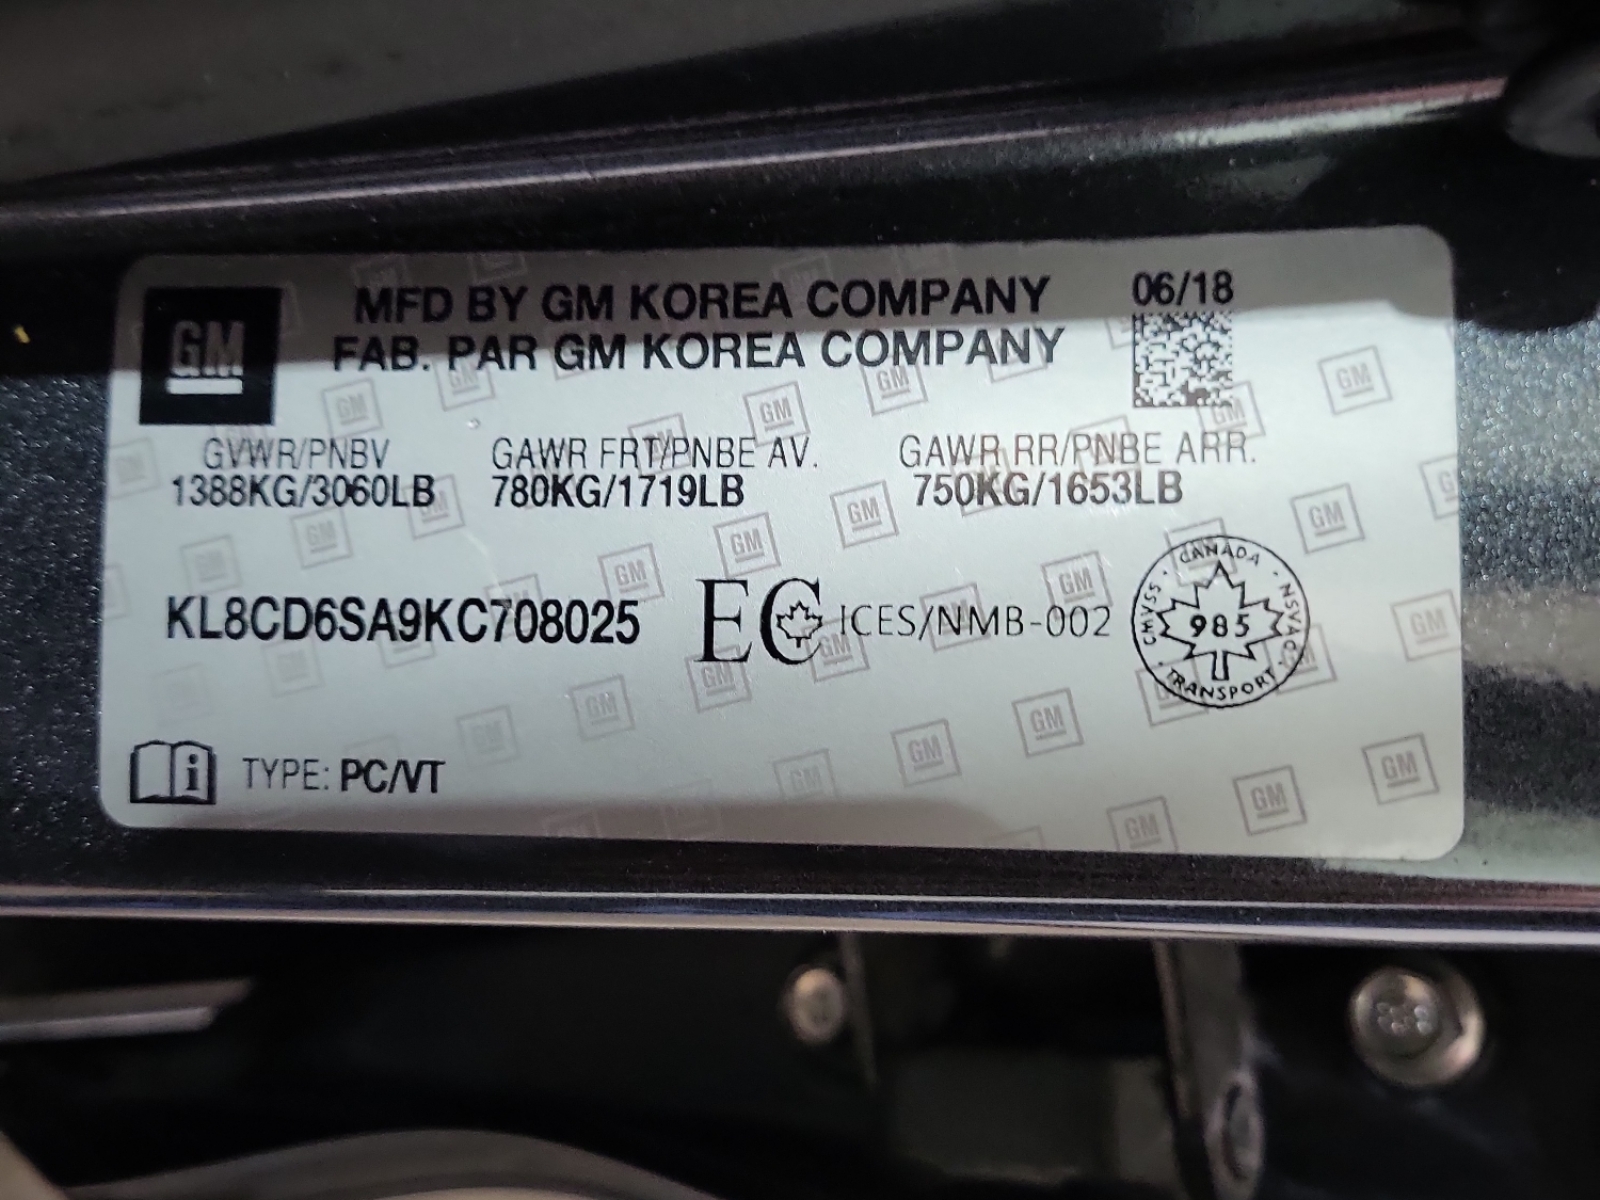 GM
MFD BY GM KOREA COMPANY
FAB. PAR GM KOREA COMPANY
06/18
GVWR/PNBV GAWR FRT/PNBE AV. GAWR RR/PNBE ARR.
1388KG/3060LB 780KG/1719LB 750KG/1653LB
KL8CD6SA9KC708025 EC ICES/NMB-002
CANADA · NSVAC · TRANSPORT · CMVSS ·
985
i TYPE: PC/VT